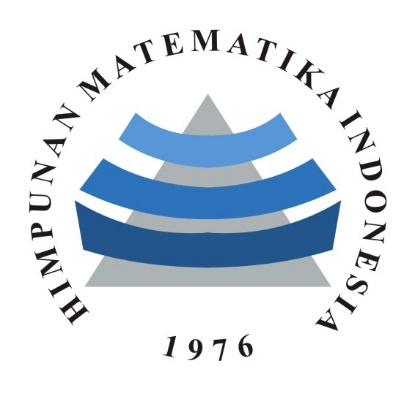 HIMPUNAN MATEMATIKA INDONESIA
1976